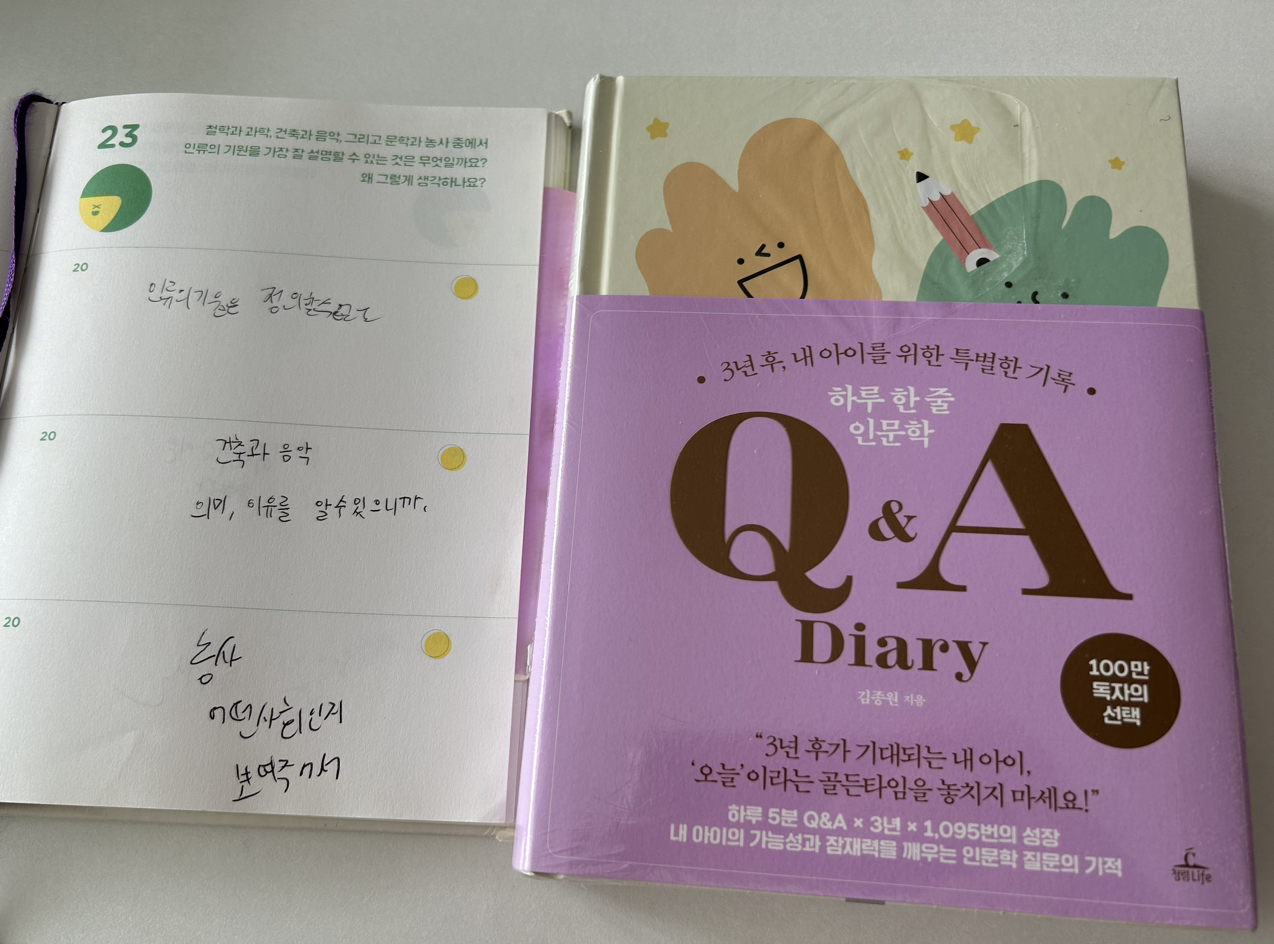 23
철학과 과학, 건축과 음악, 그리고 문학과 농사 중에서
인류의 기원을 가장 잘 설명할 수 있는 것은 무엇일까요?
왜 그렇게 생각하나요?
20
인류의 기원은 정의할수없고
20
건축과 음악
의미, 이유를 알수있으니까.
20
농사
어떤사회인지
보여주어서
3년 후, 내 아이를 위한 특별한 기록
하루 한 줄
인문학
Q & A
Diary
김종원 지음
100만
독자의
선택
“3년 후가 기대되는 내 아이,
‘오늘’이라는 골든타임을 놓치지 마세요!”
하루 5분 Q&A × 3년 × 1,095번의 성장
내 아이의 가능성과 잠재력을 깨우는 인문학 질문의 기적
청림Life